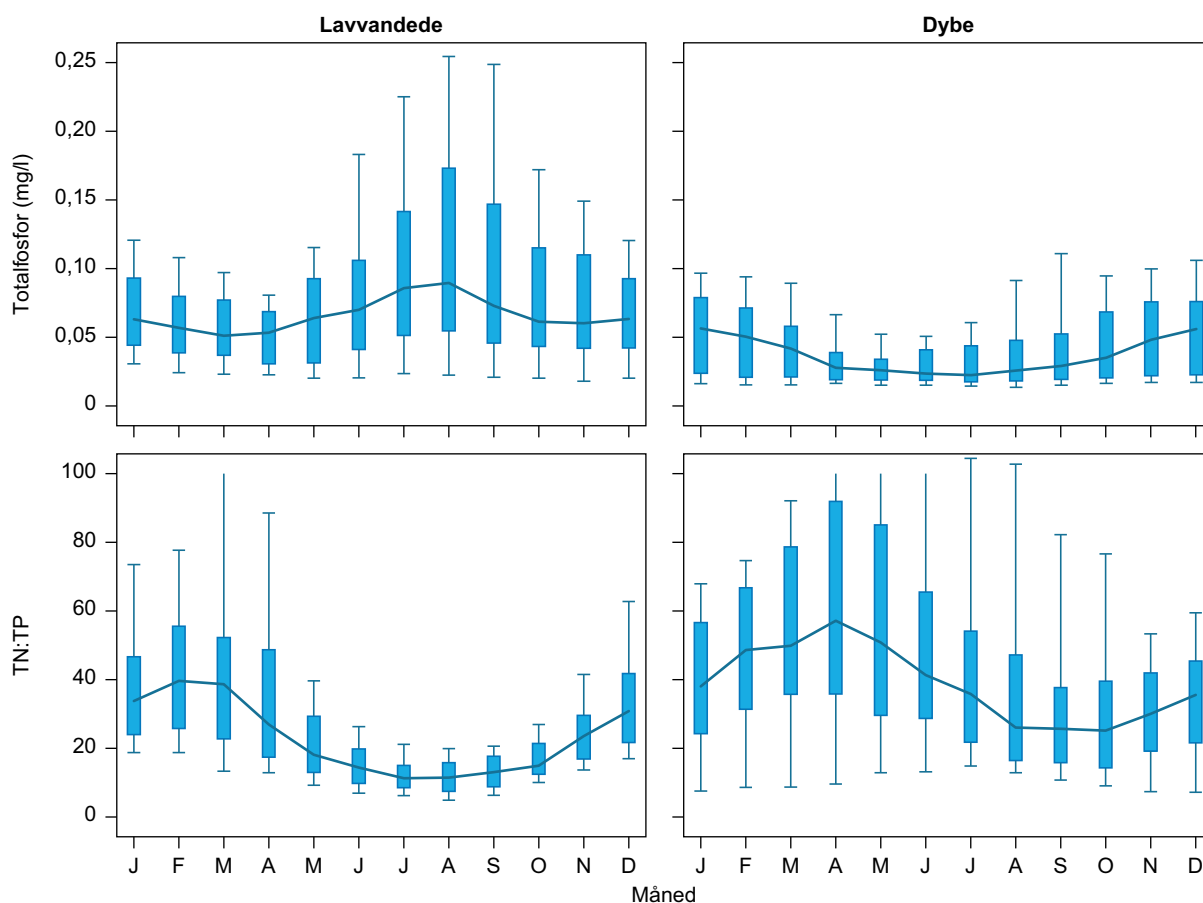 Lavvandede Dybe
Totalfosfor (mg/l)
0,25
0,20
0,15
0,10
0,05
0
J F M A M J J A S O N D
J F M A M J J A S O N D
TN:TP
100
80
60
40
20
0
J F M A M J J A S O N D
J F M A M J J A S O N D
Måned